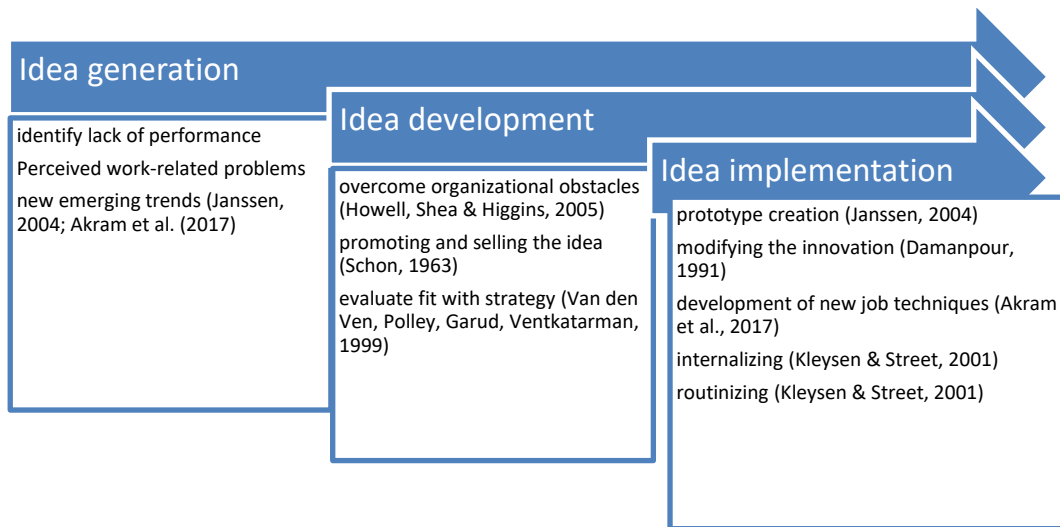 Idea generation
identify lack of performance
Perceived work-related problems
new emerging trends (Janssen,
2004; Akram et al. (2017)
Idea development
overcome organizational obstacles
(Howell, Shea & Higgins, 2005)
promoting and selling the idea
(Schon, 1963)
evaluate fit with strategy (Van den
Ven, Polley, Garud, Ventkatarman,
1999)
Idea implementation
prototype creation (Janssen, 2004)
modifying the innovation (Damanpour,
1991)
development of new job techniques (Akram
et al., 2017)
internalizing (Kleysen & Street, 2001)
routinizing (Kleysen & Street, 2001)